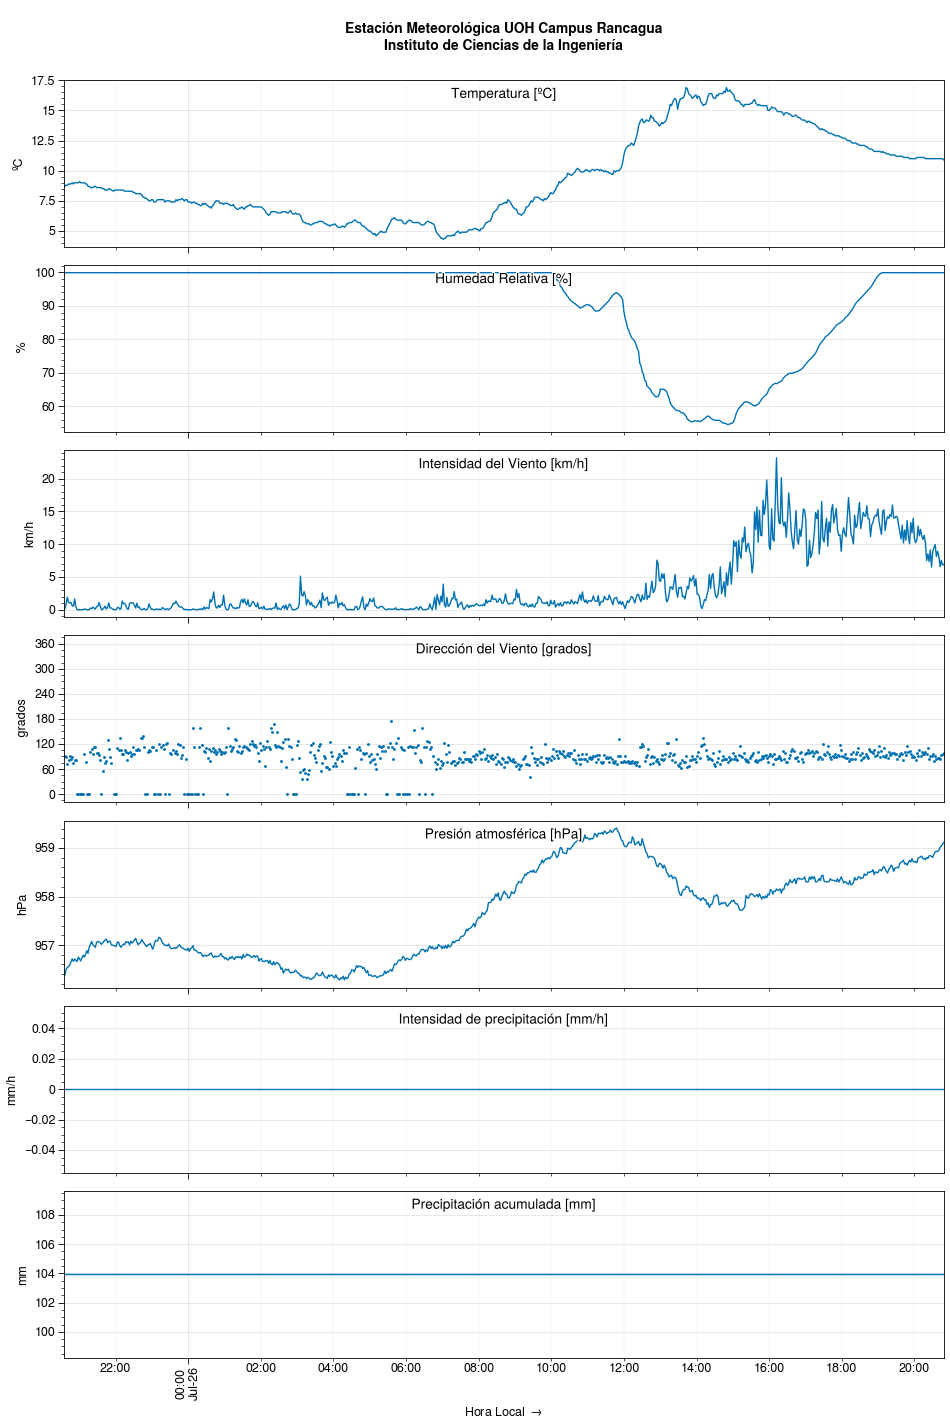 Estación Meteorológica UOH Campus Rancagua
Instituto de Ciencias de la Ingeniería
Temperatura [ºC]
ºC
17.5
15
12.5
10
7.5
5
Humedad Relativa [%]
%
100
90
80
70
60
Intensidad del Viento [km/h]
km/h
20
15
10
5
0
Dirección del Viento [grados]
grados
360
300
240
180
120
60
0
Presión atmosférica [hPa]
hPa
959
958
957
Intensidad de precipitación [mm/h]
mm/h
0.04
0.02
0
−0.02
−0.04
Precipitación acumulada [mm]
mm
108
106
104
102
100
22:00 00:00 02:00 04:00 06:00 08:00 10:00 12:00 14:00 16:00 18:00 20:00
Jul-26
Hora Local →